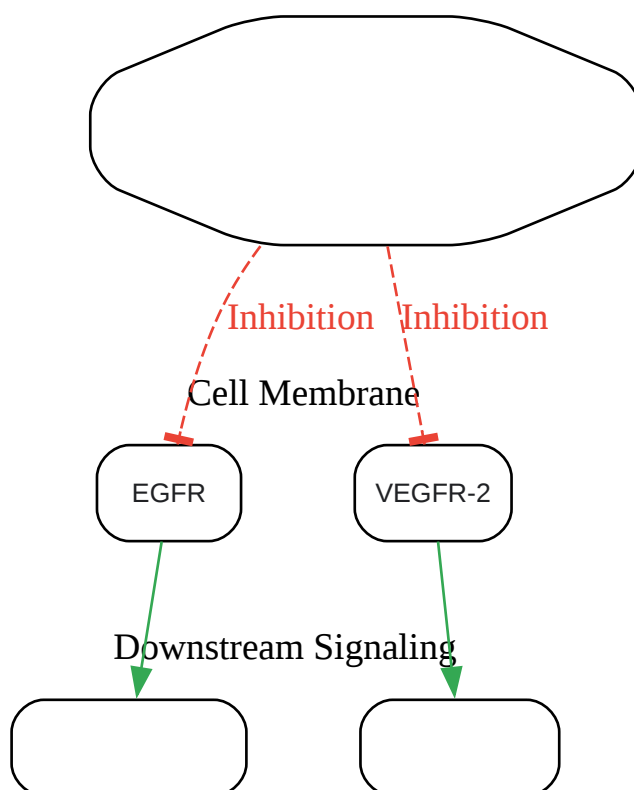 Inhibition
Inhibition
Cell Membrane
EGFR
VEGFR-2
Downstream Signaling